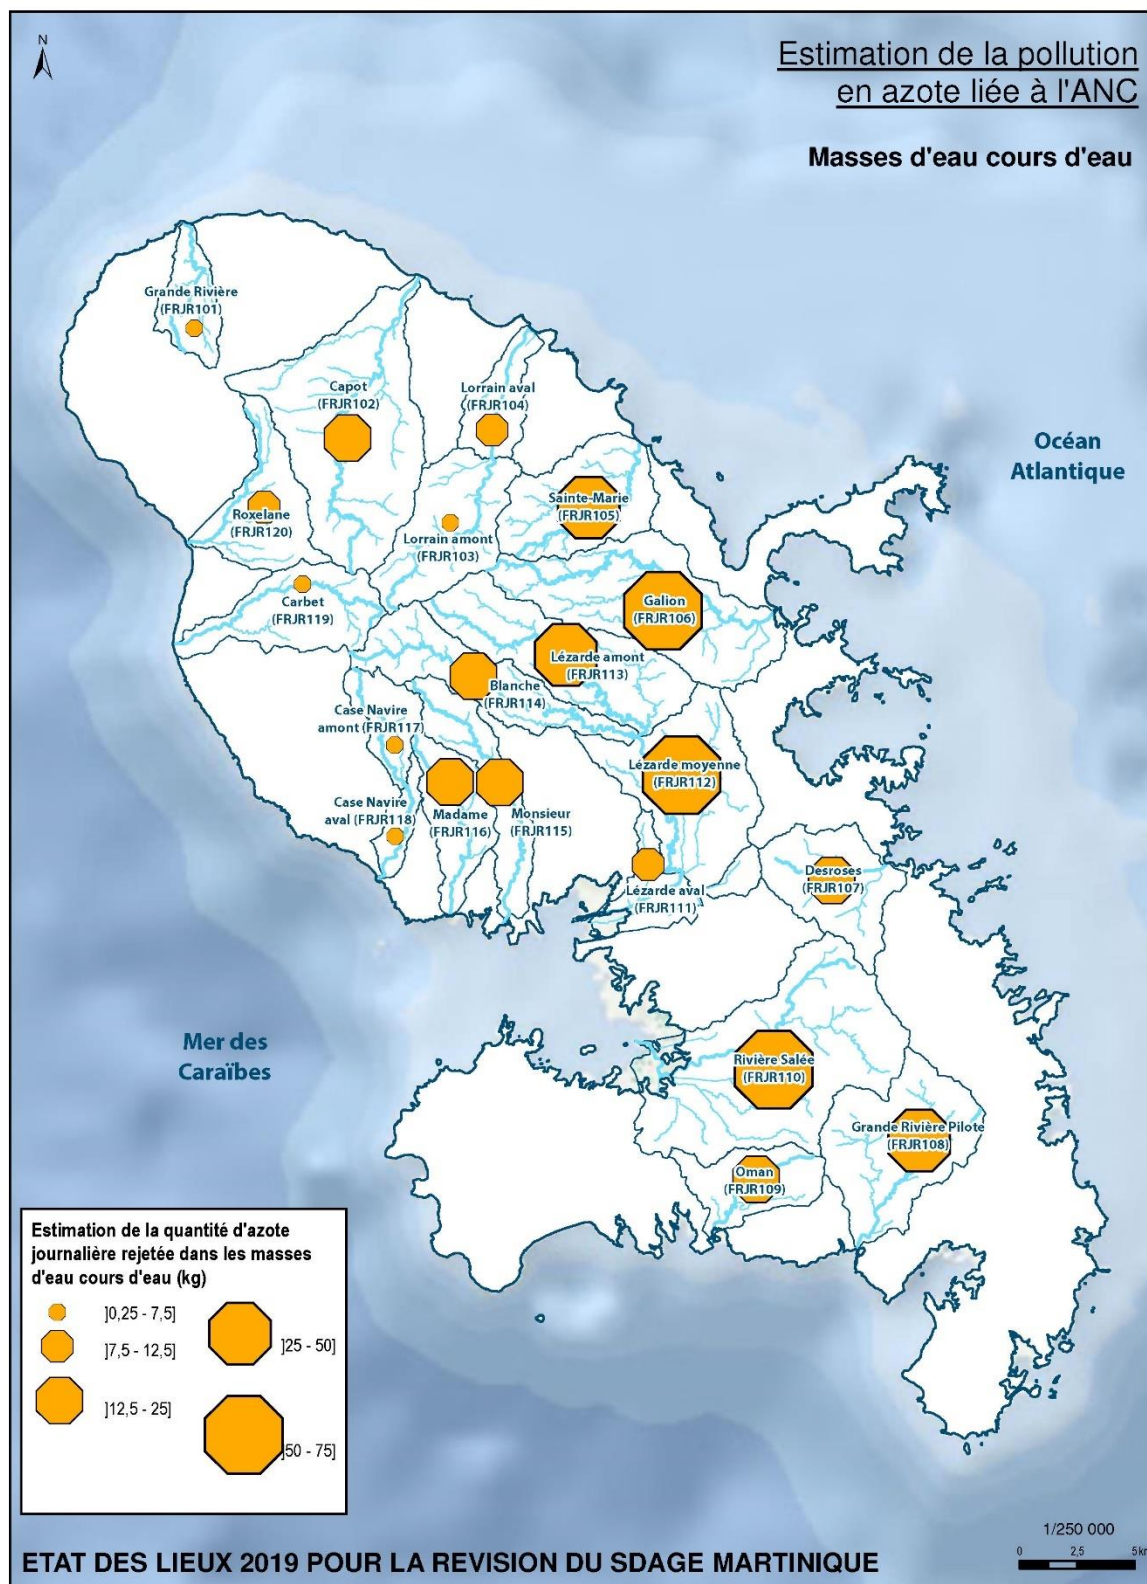 N
Estimation de la pollution
en azote liée à l'ANC
Masses d'eau cours d'eau
Grande Rivière
(FRJR101)
Capot
(FRJR102)
Lorrain aval
(FRJR104)
Océan
Atlantique
Sainte-Marie
(FRJR105)
Roxelane
(FRJR120)
Lorrain amont
(FRJR103)
Carbet
(FRJR119)
Galion
(FRJR106)
Lézarde amont
(FRJR113)
Blanche
(FRJR114)
Case Navire
amont (FRJR117)
Lézarde moyenne
(FRJR112)
Case Navire
aval (FRJR118)
Madame
(FRJR116)
Monsieur
(FRJR115)
Desroses
(FRJR107)
Lézarde aval
(FRJR111)
Mer des
Caraïbes
Rivière Salée
(FRJR110)
Grande Rivière Pilote
(FRJR108)
Oman
(FRJR109)
Estimation de la quantité d'azote
journalière rejetée dans les masses
d'eau cours d'eau (kg)
]0,25 - 7,5]
]7,5 - 12,5]
]12,5 - 25]
]25 - 50]
]50 - 75]
1/250 000
0 2,5 5km
ETAT DES LIEUX 2019 POUR LA REVISION DU SDAGE MARTINIQUE